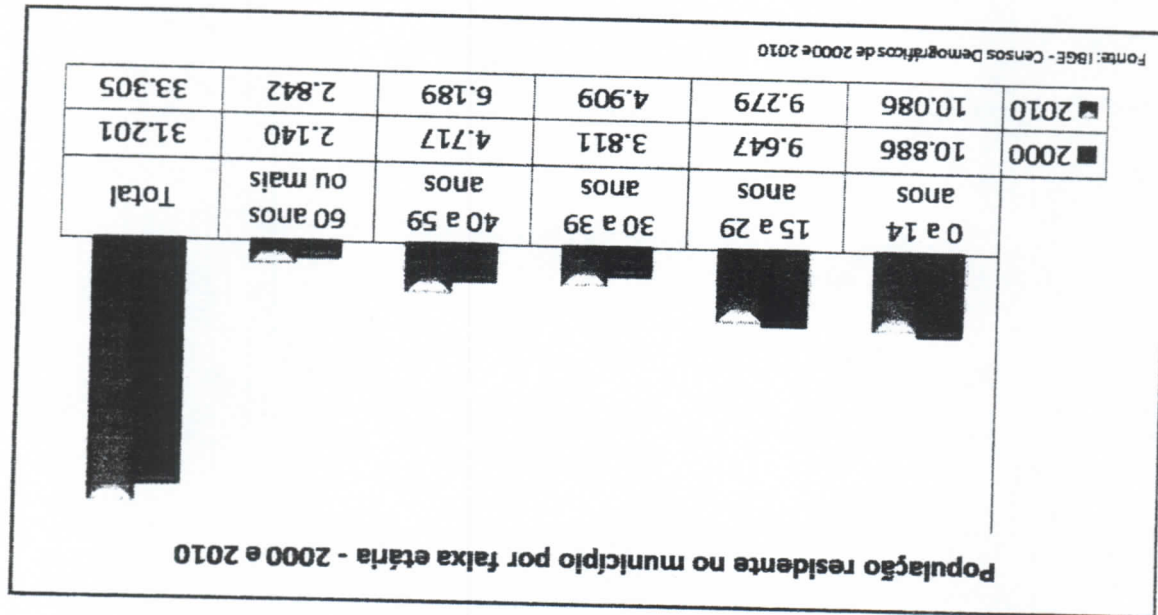 População residente no município por faixa etária - 2000 e 2010
0 a 14 anos 15 a 29 anos 30 a 39 anos 40 a 59 anos 60 anos ou mais Total
2000 10.886 9.647 3.811 4.717 2.140 31.201
2010 10.086 9.279 4.909 6.189 2.842 33.305
Fonte: IBGE - Censos Demográficos de 2000 e 2010